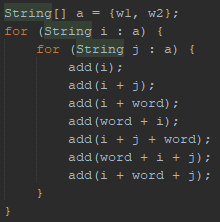 String[] a = {w1, w2};
for (String i : a) {
    for (String j : a) {
        add(i);
        add(i + j);
        add(i + word);
        add(word + i);
        add(i + j + word);
        add(word + i + j);
        add(i + word + j);
    }
}